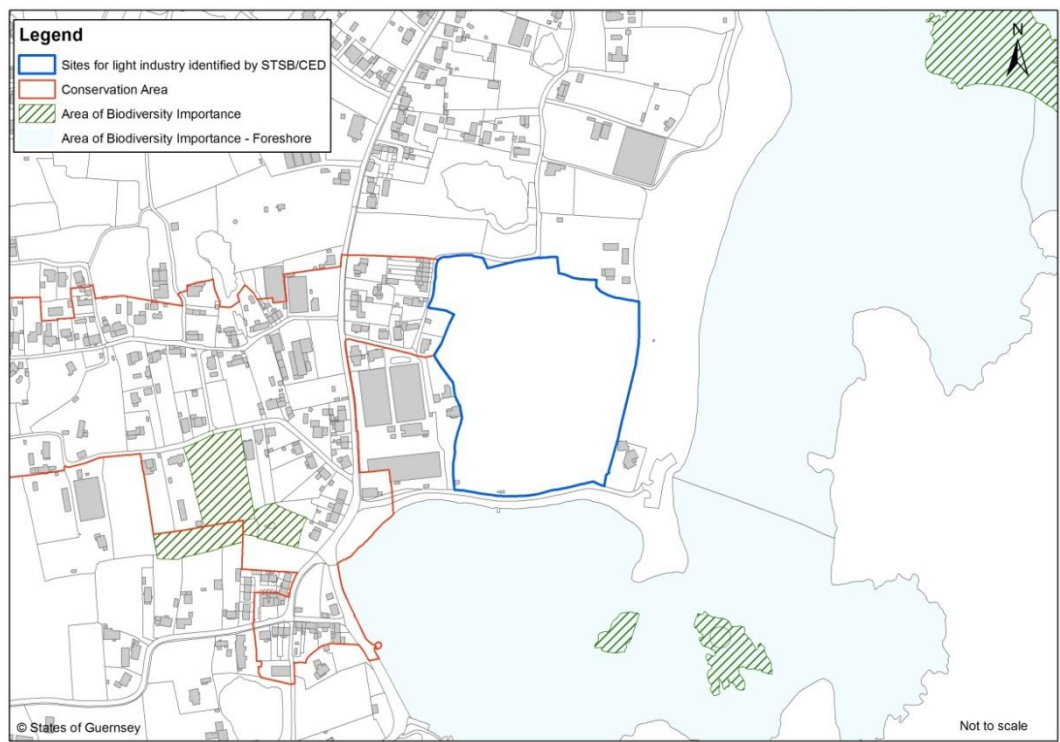 Legend
Sites for light industry identified by STSB/CED
Conservation Area
Area of Biodiversity Importance
Area of Biodiversity Importance - Foreshore
N
© States of Guernsey
Not to scale